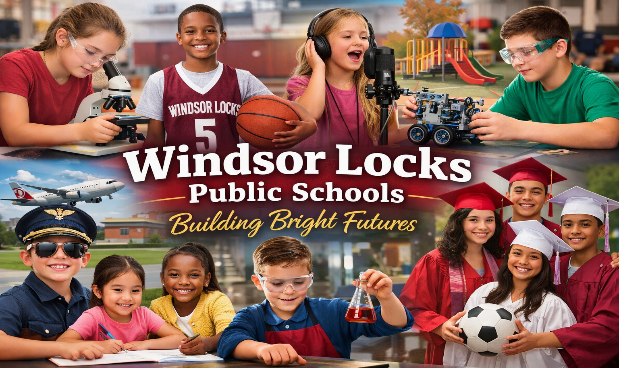 WINDSOR LOCKS
5
Windsor Locks
Public Schools
Building Bright Futures